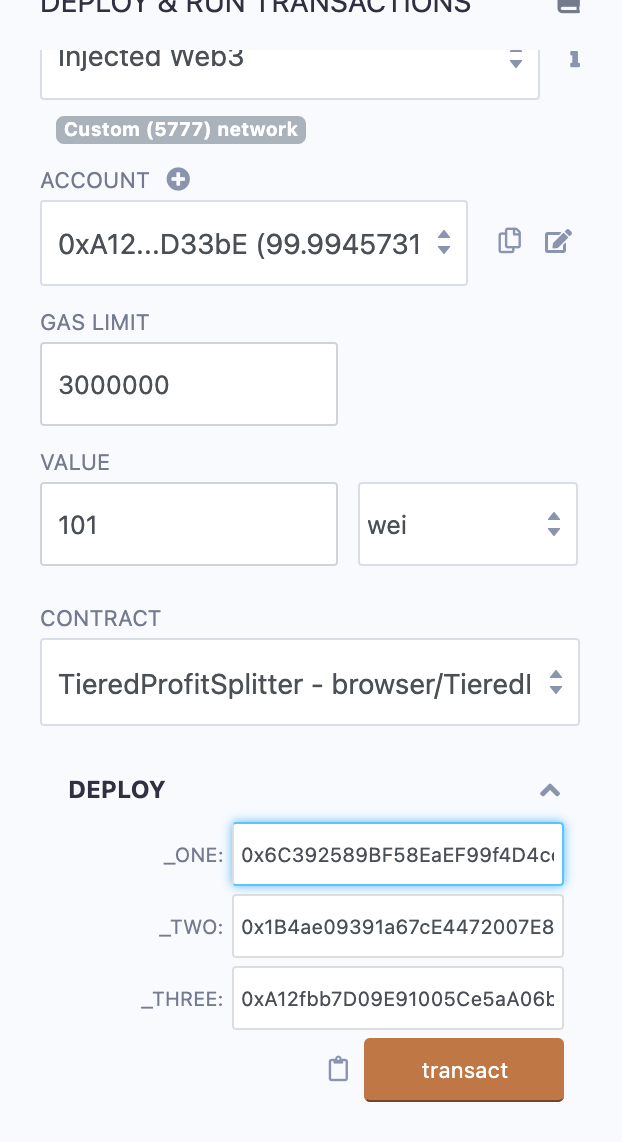 DEPLOY & RUN TRANSACTIONS
Injected Web3
Custom (5777) network
ACCOUNT
0xA12...D33bE (99.9945731
GAS LIMIT
3000000
VALUE
101
wei
CONTRACT
TieredProfitSplitter - browser/TieredI
DEPLOY
_ONE: 0x6C392589BF58EaEF99f4D4c
_TWO: 0x1B4ae09391a67cE4472007E8
_THREE: 0xA12fbb7D09E91005Ce5aA06b
transact